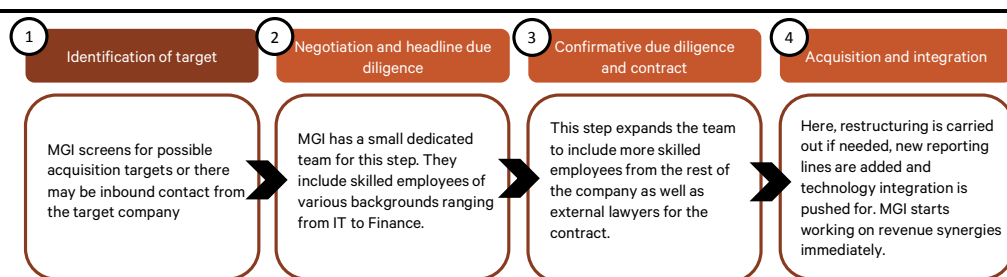 1
Identification of target
MGI screens for possible
acquisition targets or there
may be inbound contact from
the target company
2
Negotiation and headline due
diligence
MGI has a small dedicated
team for this step. They
include skilled employees of
various backgrounds ranging
from IT to Finance.
3
Confirmative due diligence
and contract
This step expands the team
to include more skilled
employees from the rest of
the company as well as
external lawyers for the
contract.
4
Acquisition and integration
Here, restructuring is carried
out if needed, new reporting
lines are added and
technology integration is
pushed for. MGI starts
working on revenue synergies
immediately.